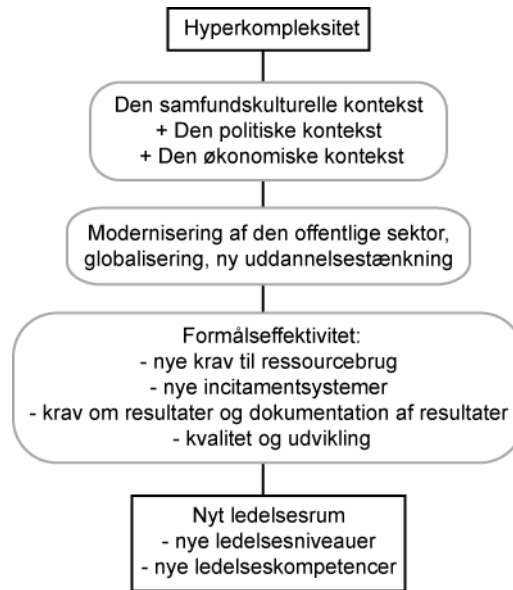 Hyperkompleksitet
Den samfundskulturelle kontekst
+ Den politiske kontekst
+ Den økonomiske kontekst
Modernisering af den offentlige sektor,
globalisering, ny uddannelsestænkning
Formålseffektivitet:
- nye krav til ressourcebrug
- nye incitamentsystemer
- krav om resultater og dokumentation af resultater
- kvalitet og udvikling
Nyt ledelsesrum
- nye ledelsesniveauer
- nye ledelseskompetencer